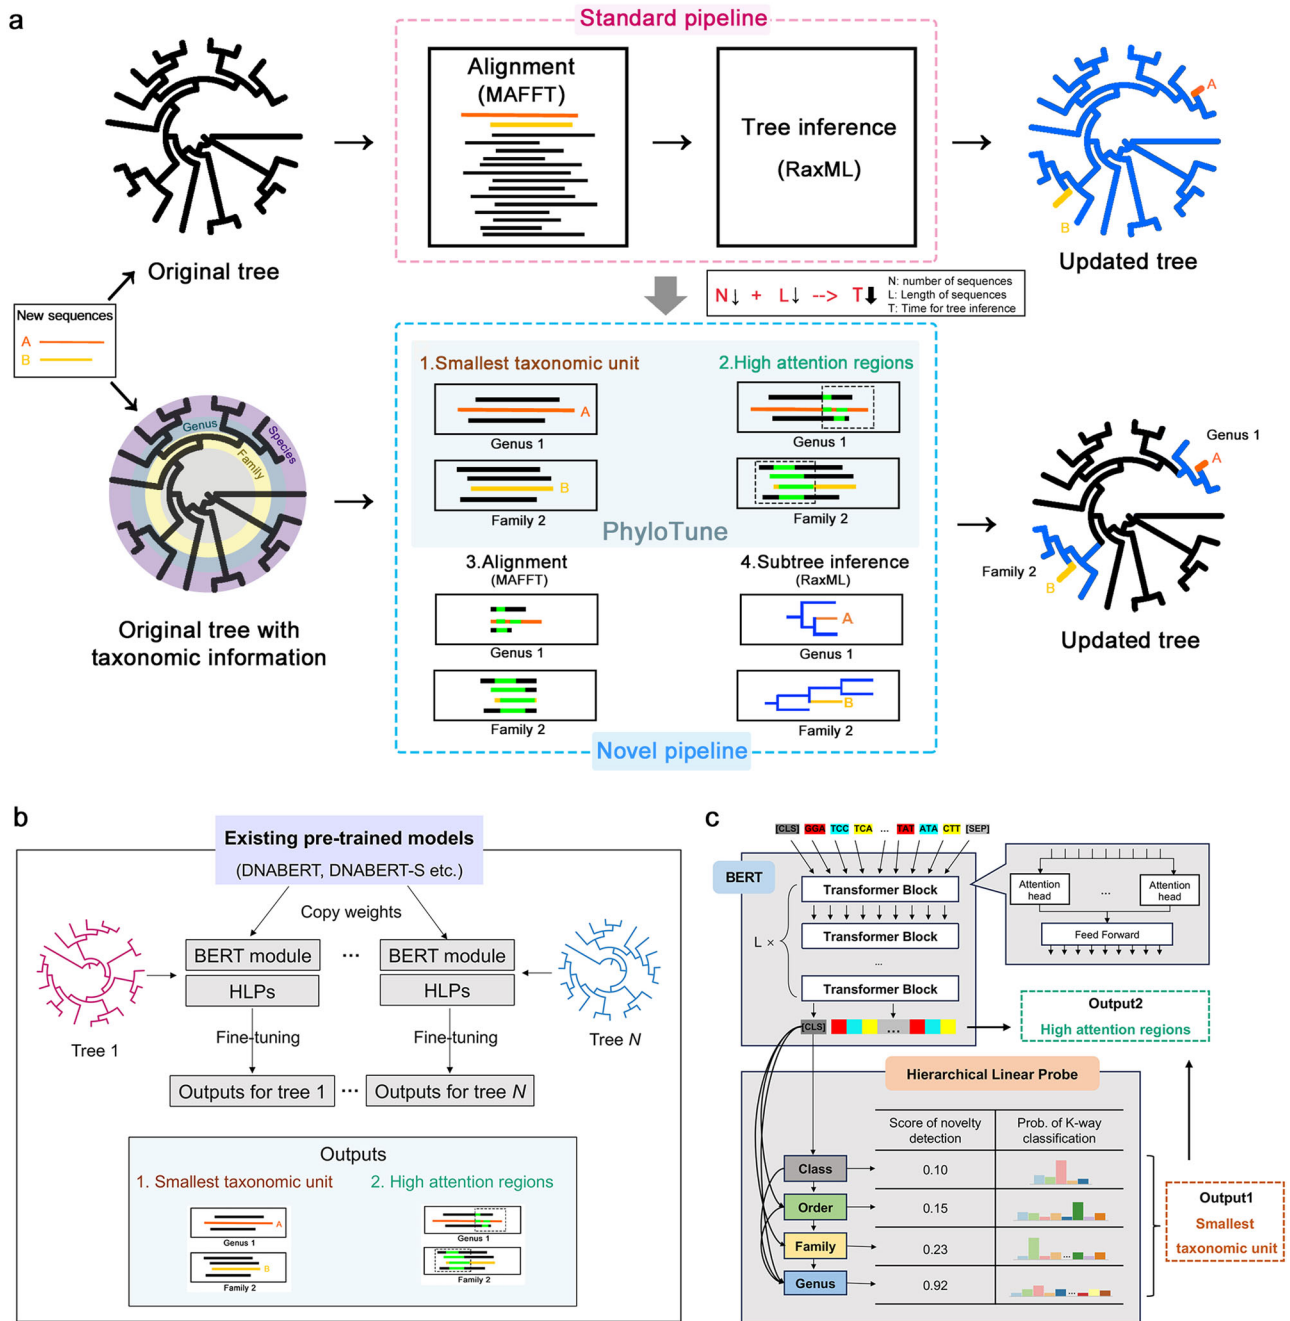 a
Standard pipeline
Alignment
(MAFFT)
Tree inference
(RaxML)
A
B
Original tree
Updated tree
N↓ + L↓ --> T↓
N: number of sequences
L: Length of sequences
T: Time for tree inference
New sequences
A
B
1.Smallest taxonomic unit
2.High attention regions
A
Genus 1
Genus 1
B
Family 2
Family 2
PhyloTune
Species
Genus
Family
Genus 1
A
Family 2
B
3.Alignment
(MAFFT)
4.Subtree inference
(RaxML)
A
Genus 1
Genus 1
B
Family 2
Family 2
Original tree with
taxonomic information
Updated tree
Novel pipeline
b
Existing pre-trained models
(DNABERT, DNABERT-S etc.)
Copy weights
BERT module
...
BERT module
HLPs
HLPs
Tree 1
Fine-tuning
Fine-tuning
Tree N
Outputs for tree 1
...
Outputs for tree N
Outputs
1. Smallest taxonomic unit
2. High attention regions
A
Genus 1
Genus 1
B
Family 2
Family 2
c
[CLS] GGA TCC TCA ... TAT ATA CTT [SEP]
BERT
Transformer Block
L ×
Transformer Block
...
Transformer Block
Attention
head
...
Attention
head
Feed Forward
[CLS]
...
Output2
High attention regions
Hierarchical Linear Probe
Score of novelty
detection
Prob. of K-way
classification
Class
0.10
Order
0.15
Family
0.23
...
Genus
0.92
...
Output1
Smallest
taxonomic unit